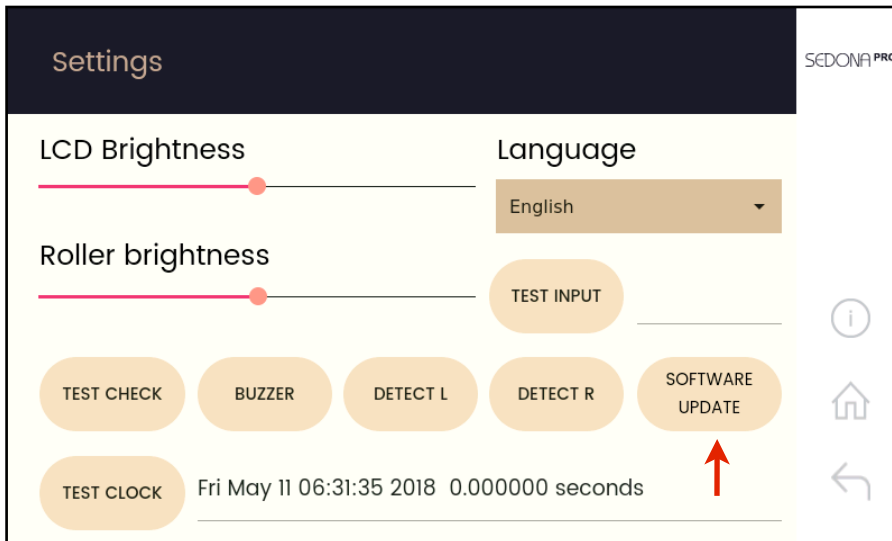 Settings
SEDONA PRO
LCD Brightness
Language
English
Roller brightness
TEST INPUT
TEST CHECK
BUZZER
DETECT L
DETECT R
SOFTWARE
UPDATE
TEST CLOCK
Fri May 11 06:31:35 2018 0.000000 seconds
i